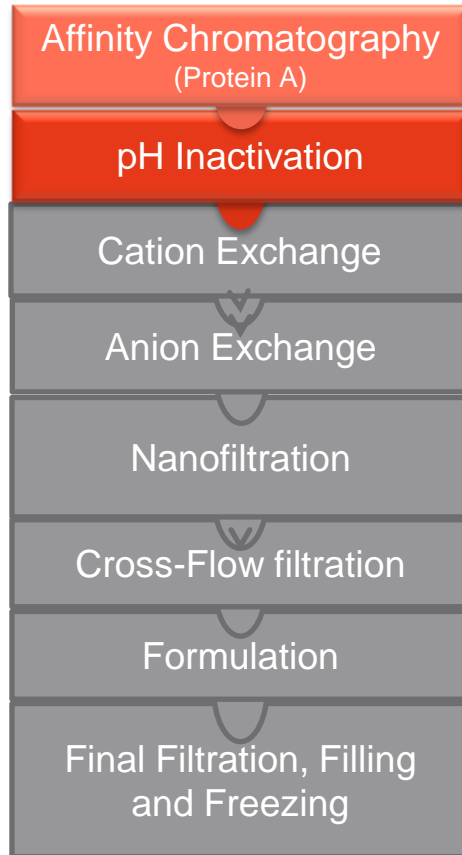 Affinity Chromatography
(Protein A)
pH Inactivation
Cation Exchange
Anion Exchange
Nanofiltration
Cross-Flow filtration
Formulation
Final Filtration, Filling
and Freezing